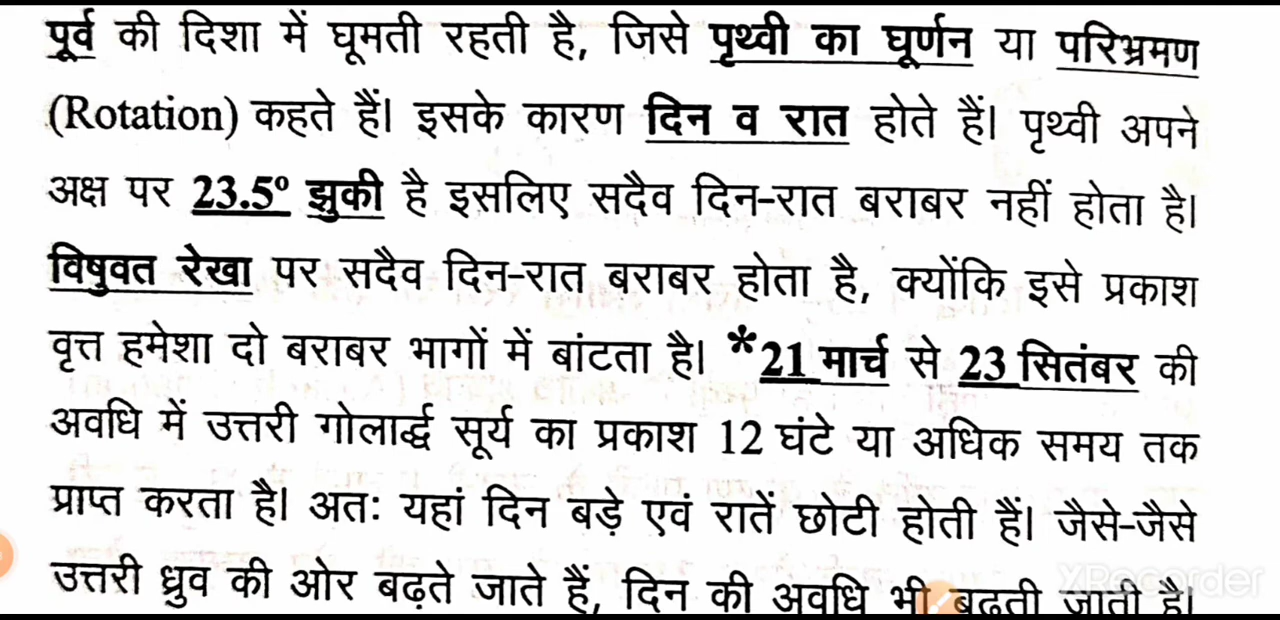 पूर्व की दिशा में घूमती रहती है, जिसे पृथ्वी का घूर्णन या परिभ्रमण
(Rotation) कहते हैं। इसके कारण दिन व रात होते हैं। पृथ्वी अपने
अक्ष पर 23.5º झुकी है इसलिए सदैव दिन-रात बराबर नहीं होता है।
विषुवत रेखा पर सदैव दिन-रात बराबर होता है, क्योंकि इसे प्रकाश
वृत्त हमेशा दो बराबर भागों में बांटता है। *21 मार्च से 23 सितंबर की
अवधि में उत्तरी गोलार्द्ध सूर्य का प्रकाश 12 घंटे या अधिक समय तक
प्राप्त करता है। अतः यहां दिन बड़े एवं रातें छोटी होती हैं। जैसे-जैसे
उत्तरी ध्रुव की ओर बढ़ते जाते हैं, दिन की अवधि भी बढ़ती जाती है।
XRecorder